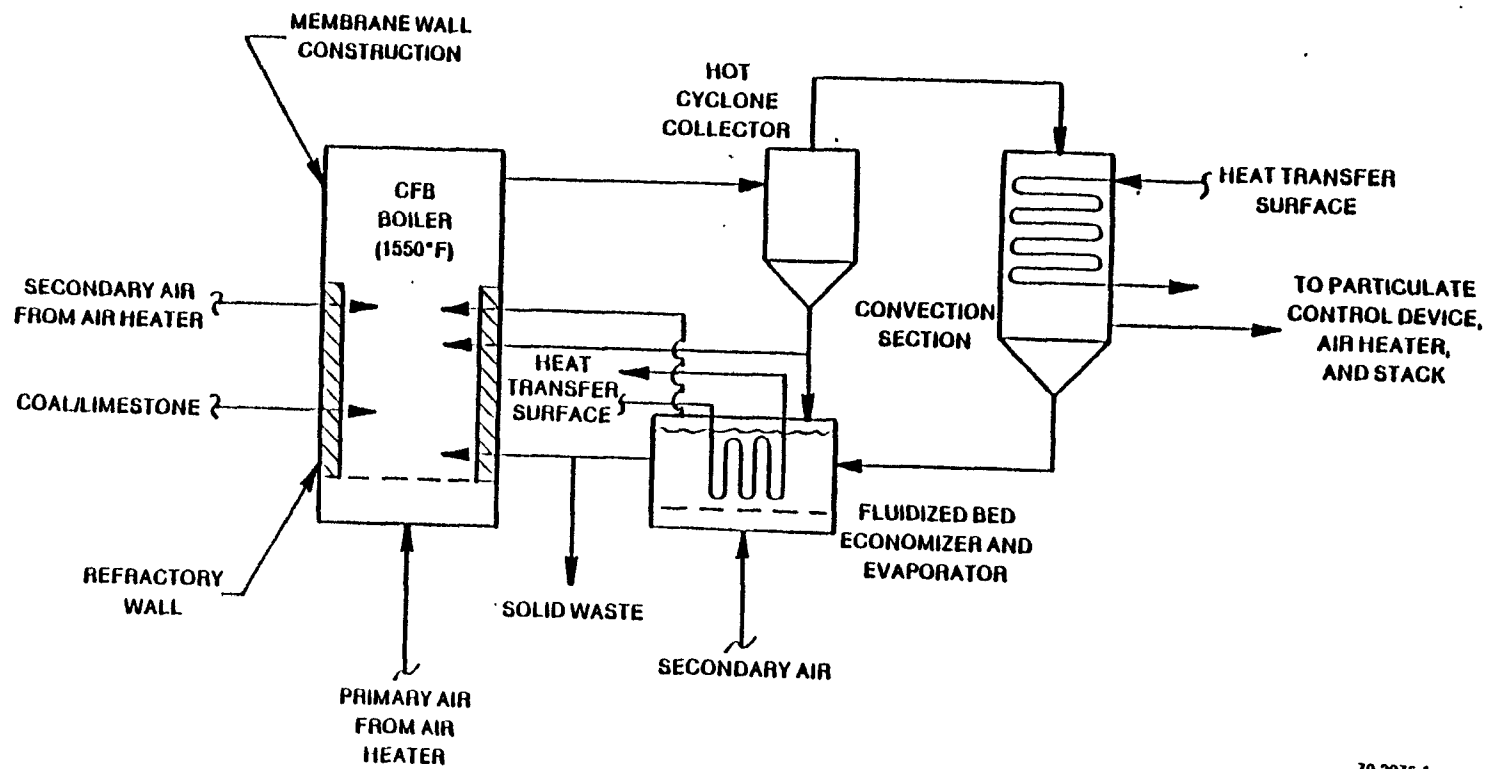 MEMBRANE WALL
CONSTRUCTION
HOT
CYCLONE
COLLECTOR
CFB
BOILER
(1550°F)
HEAT TRANSFER
SURFACE
SECONDARY AIR
FROM AIR HEATER
TO PARTICULATE
CONTROL DEVICE,
AIR HEATER,
AND STACK
CONVECTION
SECTION
HEAT
TRANSFER
SURFACE
COAL/LIMESTONE
FLUIDIZED BED
ECONOMIZER AND
EVAPORATOR
REFRACTORY
WALL
SOLID WASTE
SECONDARY AIR
PRIMARY AIR
FROM AIR
HEATER